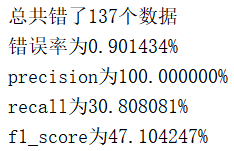 总共错了137个数据
错误率为0.901434%
precision为100.000000%
recall为30.808081%
f1_score为47.104247%